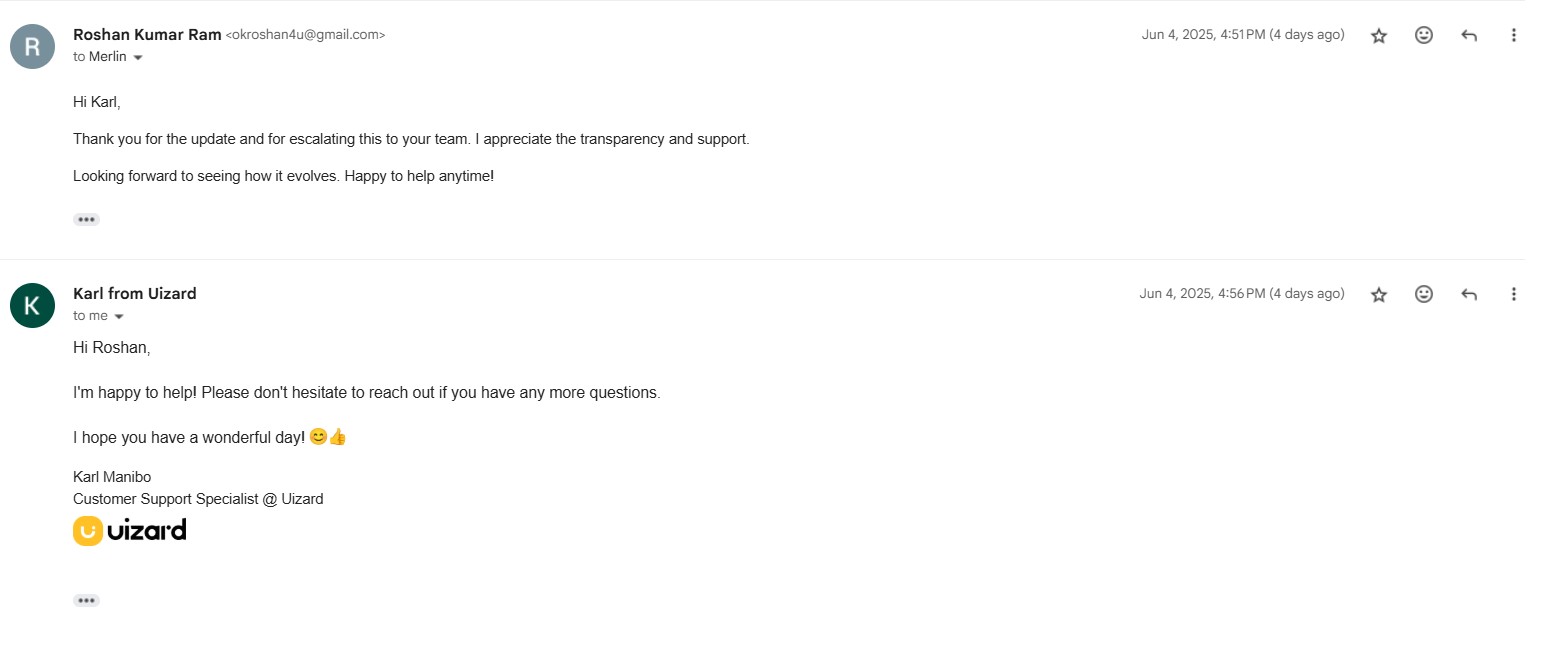 R
Roshan Kumar Ram <okroshan4u@gmail.com>
Jun 4, 2025, 4:51 PM (4 days ago)
to Merlin
Hi Karl,
Thank you for the update and for escalating this to your team. I appreciate the transparency and support.
Looking forward to seeing how it evolves. Happy to help anytime!
K
Karl from Uizard
Jun 4, 2025, 4:56 PM (4 days ago)
to me
Hi Roshan,
I'm happy to help! Please don't hesitate to reach out if you have any more questions.
I hope you have a wonderful day! 😊👍
Karl Manibo
Customer Support Specialist @ Uizard
uizard